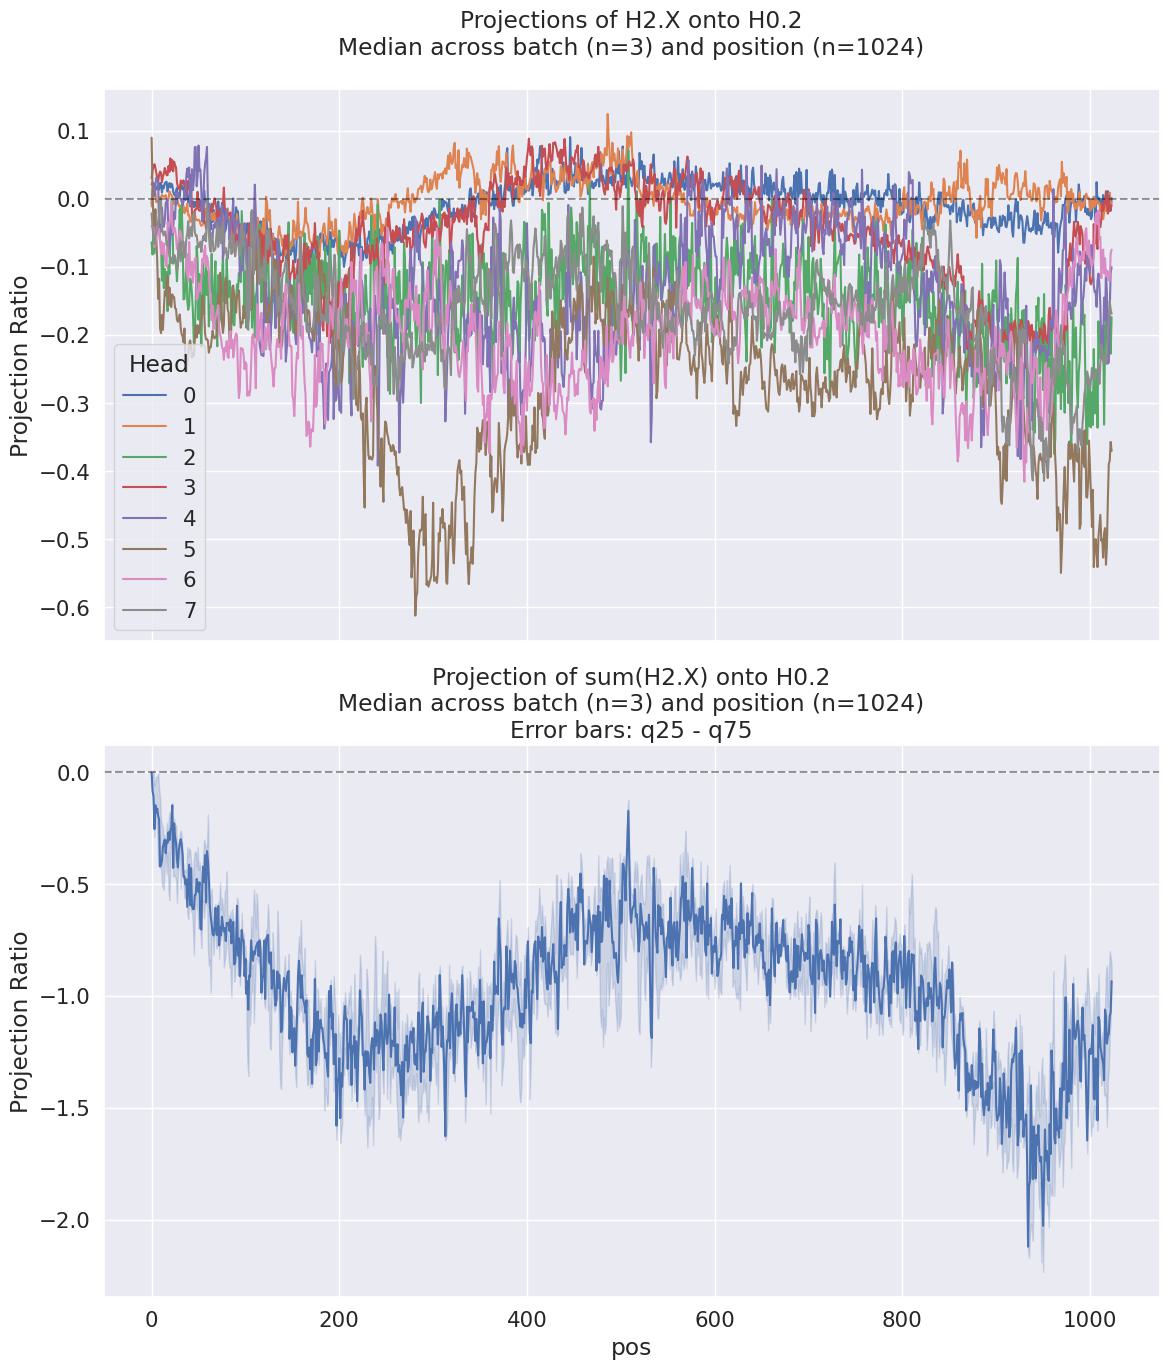 Projections of H2.X onto H0.2
Median across batch (n=3) and position (n=1024)
0.1
0.0
−0.1
−0.2
−0.3
−0.4
−0.5
−0.6
Projection Ratio
Head
0
1
2
3
4
5
6
7
Projection of sum(H2.X) onto H0.2
Median across batch (n=3) and position (n=1024)
Error bars: q25 - q75
0.0
−0.5
−1.0
−1.5
−2.0
Projection Ratio
0 200 400 600 800 1000
pos